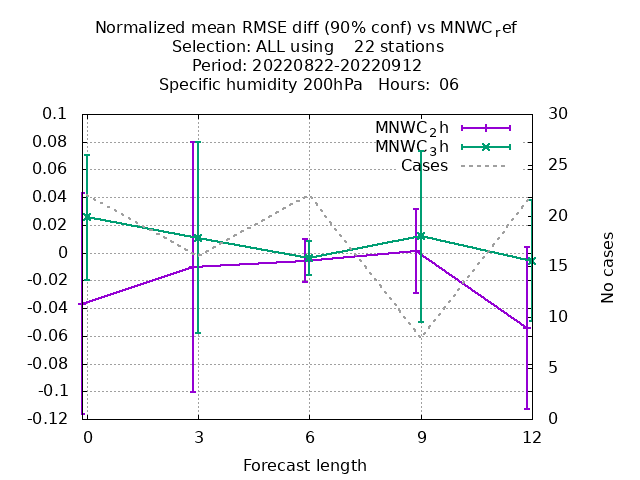 Normalized mean RMSE diff (90% conf) vs MNWC_ref
Selection: ALL using 22 stations
Period: 20220822-20220912
Specific humidity 200hPa Hours: 06
MNWC_2h
MNWC_3h
Cases
0.1
0.08
0.06
0.04
0.02
0
-0.02
-0.04
-0.06
-0.08
-0.1
-0.12
30
25
20
15
10
5
0
No cases
0 3 6 9 12
Forecast length